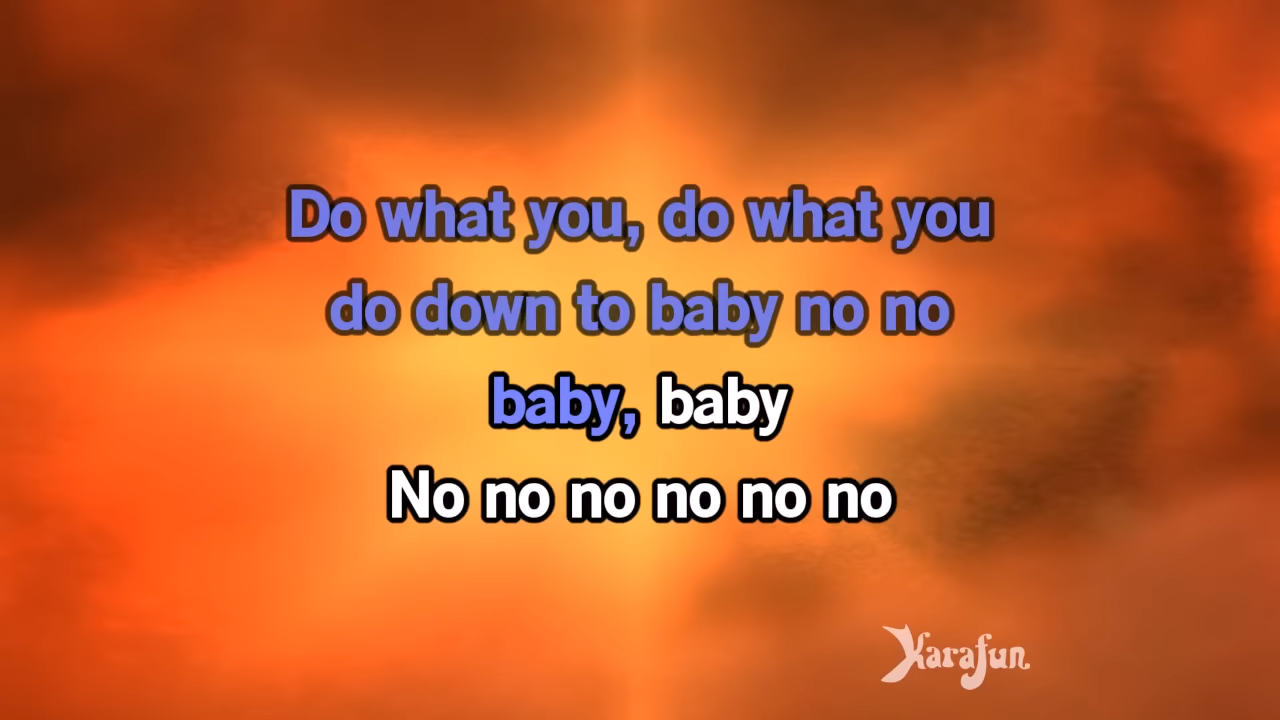 Do what you, do what you
do down to baby no no
baby, baby
No no no no no no
Karafun